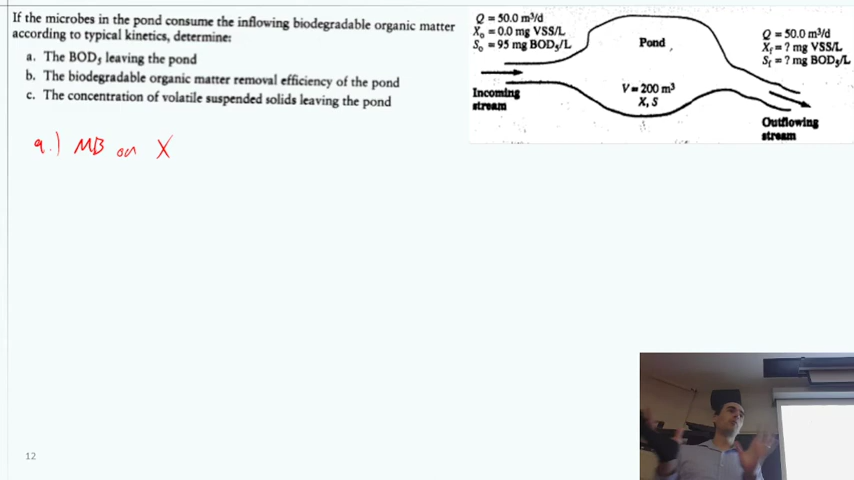 If the microbes in the pond consume the inflowing biodegradable organic matter
according to typical kinetics, determine:
a. The BOD₅ leaving the pond
b. The biodegradable organic matter removal efficiency of the pond
c. The concentration of volatile suspended solids leaving the pond
Q = 50.0 m³/d
X₀ = 0.0 mg VSS/L
S₀ = 95 mg BOD₅/L
Incoming
stream
Pond
V = 200 m³
X, S
Q = 50.0 m³/d
Xf = ? mg VSS/L
Sf = ? mg BOD₅/L
Outflowing
stream
a.) MB on X
12